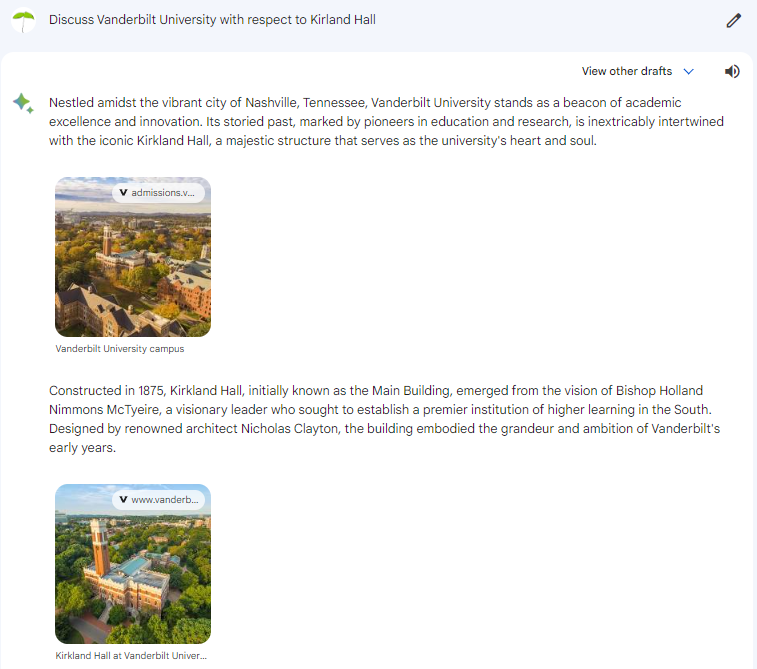 Discuss Vanderbilt University with respect to Kirland Hall
View other drafts
Nestled amidst the vibrant city of Nashville, Tennessee, Vanderbilt University stands as a beacon of academic
excellence and innovation. Its storied past, marked by pioneers in education and research, is inextricably intertwined
with the iconic Kirkland Hall, a majestic structure that serves as the university's heart and soul.
V admissions.v...
Vanderbilt University campus
Constructed in 1875, Kirkland Hall, initially known as the Main Building, emerged from the vision of Bishop Holland
Nimmons McTyeire, a visionary leader who sought to establish a premier institution of higher learning in the South.
Designed by renowned architect Nicholas Clayton, the building embodied the grandeur and ambition of Vanderbilt's
early years.
V www.vanderb...
Kirkland Hall at Vanderbilt Univer...